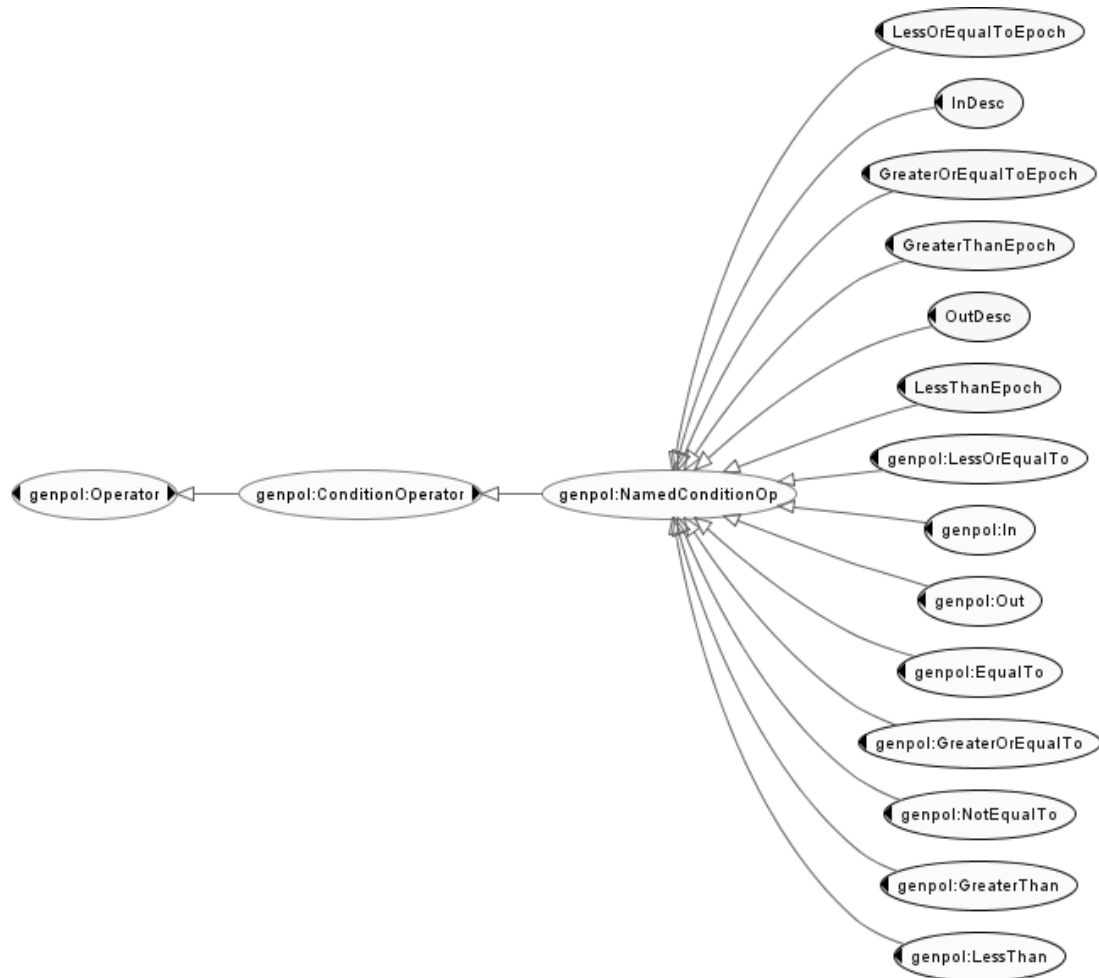 LessOrEqualToEpoch
InDesc
GreaterOrEqualToEpoch
GreaterThanEpoch
OutDesc
LessThanEpoch
genpol:LessOrEqualTo
genpol:Operator
genpol:ConditionOperator
genpol:NamedConditionOp
genpol:In
genpol:Out
genpol:EqualTo
genpol:GreaterOrEqualTo
genpol:NotEqualTo
genpol:GreaterThan
genpol:LessThan